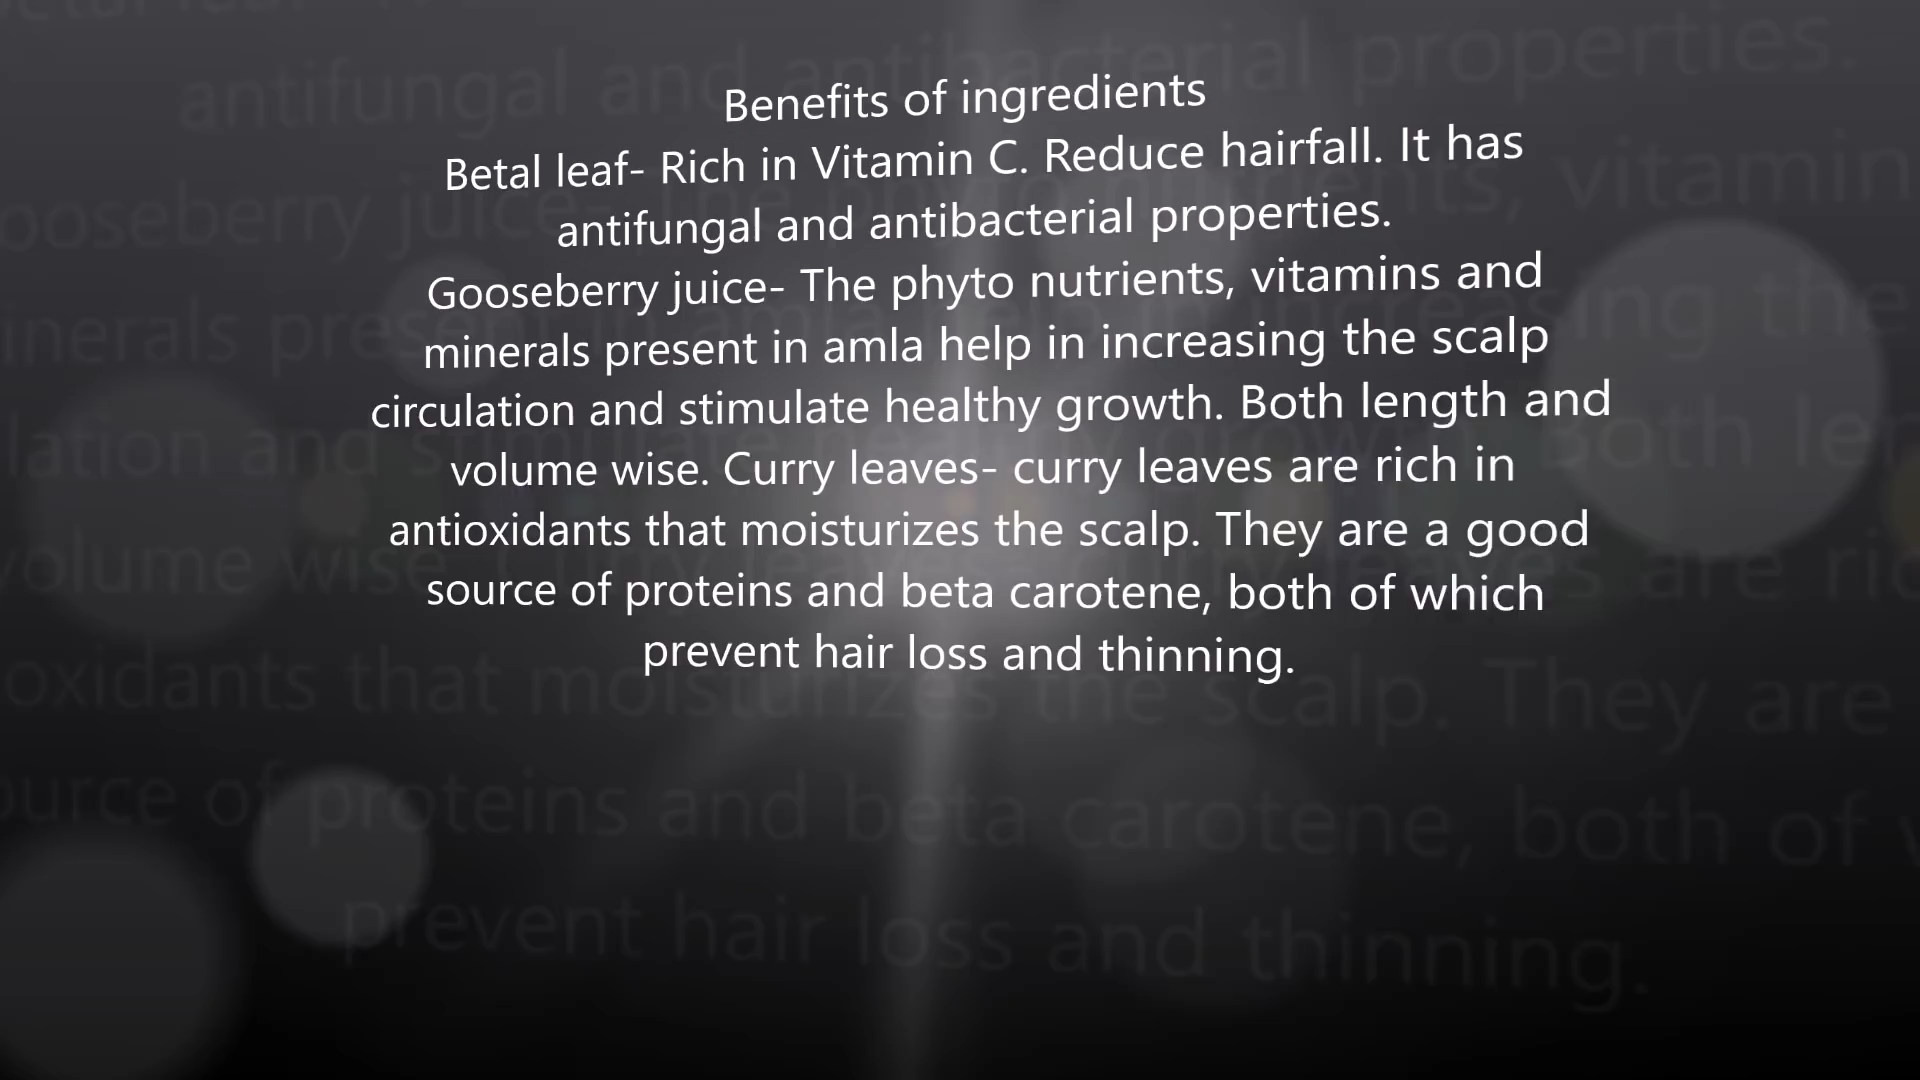 Benefits of ingredients
Betal leaf- Rich in Vitamin C. Reduce hairfall. It has
antifungal and antibacterial properties.
Gooseberry juice- The phyto nutrients, vitamins and
minerals present in amla help in increasing the scalp
circulation and stimulate healthy growth. Both length and
volume wise. Curry leaves- curry leaves are rich in
antioxidants that moisturizes the scalp. They are a good
source of proteins and beta carotene, both of which
prevent hair loss and thinning.